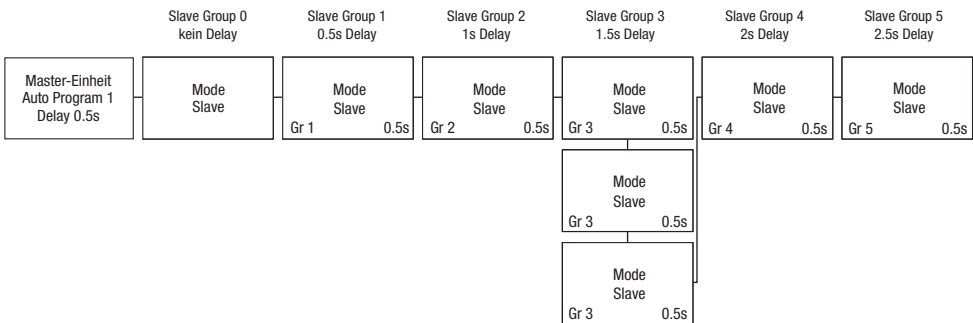 Slave Group 0
kein Delay
Slave Group 1
0.5s Delay
Slave Group 2
1s Delay
Slave Group 3
1.5s Delay
Slave Group 4
2s Delay
Slave Group 5
2.5s Delay
Master-Einheit
Auto Program 1
Delay 0.5s
Mode
Slave
Mode
Slave
Gr 1 0.5s
Mode
Slave
Gr 2 0.5s
Mode
Slave
Gr 3 0.5s
Mode
Slave
Gr 4 0.5s
Mode
Slave
Gr 5 0.5s
Mode
Slave
Gr 3 0.5s
Mode
Slave
Gr 3 0.5s